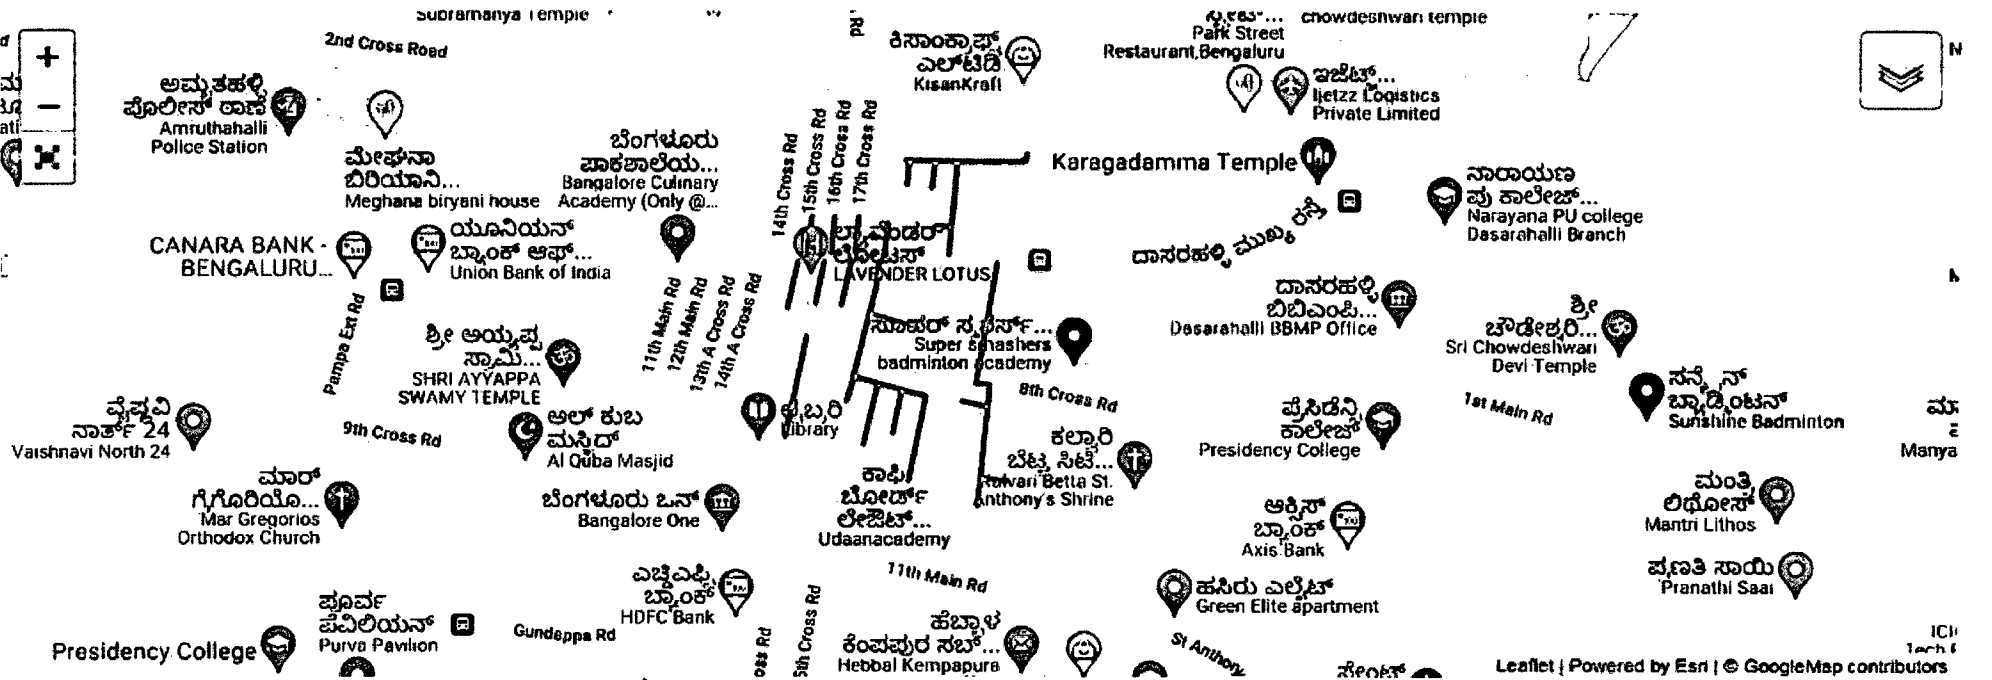 Subramanya Temple
2nd Cross Road
ಅಮೃತಹಳ್ಳಿ
ಪೊಲೀಸ್ ಠಾಣೆ
Amruthahalli
Police Station
ಮೇಘನಾ
ಬಿರಿಯಾನಿ...
Meghana biryani house
ಬೆಂಗಳೂರು
ಪಾಕಶಾಲೆಯ...
Bangalore Culinary
Academy (Only @...
ಕಿಸಾಂಕ್ರಾಫ್ಟ್
ಎಲ್‌ಟಿಡಿ
KisanKraft
Park Street
Restaurant,Bengaluru
chowdeshwari temple
ಇಜೆಟ್ಜ್...
Ijetzz Logistics
Private Limited
14th Cross Rd
15th Cross Rd
16th Cross Rd
17th Cross Rd
Karagadamma Temple
ನಾರಾಯಣ
ಪು ಕಾಲೇಜ್...
Narayana PU college
Dasarahalli Branch
CANARA BANK -
BENGALURU...
ಯೂನಿಯನ್
ಬ್ಯಾಂಕ್ ಆಫ್...
Union Bank of India
ಲ್ಯಾವೆಂಡರ್
ಲೋಟಸ್
LAVENDER LOTUS
ದಾಸರಹಳ್ಳಿ ಮುಖ್ಯ ರಸ್ತೆ
Pampa Ext Rd
11th Main Rd
12th Main Rd
13th A Cross Rd
14th A Cross Rd
ದಾಸರಹಳ್ಳಿ
ಬಿಬಿಎಂಪಿ...
Dasarahalli BBMP Office
ಶ್ರೀ
ಚೌಡೇಶ್ವರಿ...
Sri Chowdeshwari
Devi Temple
ಶ್ರೀ ಅಯ್ಯಪ್ಪ
ಸ್ವಾಮಿ...
SHRI AYYAPPA
SWAMY TEMPLE
ಸೂಪರ್ ಸ್ಮಾಶರ್ಸ್...
Super smashers
badminton academy
8th Cross Rd
ಸನ್ಶೈನ್
ಬ್ಯಾಡ್ಮಿಂಟನ್
Sunshine Badminton
1st Main Rd
ವೈಷ್ಣವಿ
ನಾರ್ತ್ 24
Vaishnavi North 24
9th Cross Rd
ಅಲ್ ಕುಬ
ಮಸ್ಜಿದ್
Al Quba Masjid
ಲೈಬ್ರರಿ
Library
ಪ್ರೆಸಿಡೆನ್ಸಿ
ಕಾಲೇಜ್
Presidency College
Manya
ಮಾರ್
ಗ್ರೆಗೊರಿಯೊ...
Mar Gregorios
Orthodox Church
ಬೆಂಗಳೂರು ಒನ್
Bangalore One
ಕಾಫಿ
ಬೋರ್ಡ್
ಲೇಔಟ್...
Udaanacademy
ಕಲ್ವಾರಿ
ಬೆಟ್ಟ ಸಿಟಿ...
Kalvari Betta St.
Anthony's Shrine
ಆಕ್ಸಿಸ್
ಬ್ಯಾಂಕ್
Axis Bank
ಮಂತ್ರಿ
ಲಿಥೋಸ್
Mantri Lithos
ಎಚ್ಡಿಎಫ್ಸಿ
ಬ್ಯಾಂಕ್
HDFC Bank
11th Main Rd
ಹಸಿರು ಎಲೈಟ್
Green Elite apartment
ಪ್ರಣತಿ ಸಾಯಿ
Pranathi Saai
ಪೂರ್ವ
ಪೆವಿಲಿಯನ್
Purva Pavilion
Presidency College
Gundappa Rd
ಹೆಬ್ಬಾಳ
ಕೆಂಪಪುರ ಸಬ್...
Hebbal Kempapura
St Anthony
Leaflet | Powered by Esri | © GoogleMap contributors